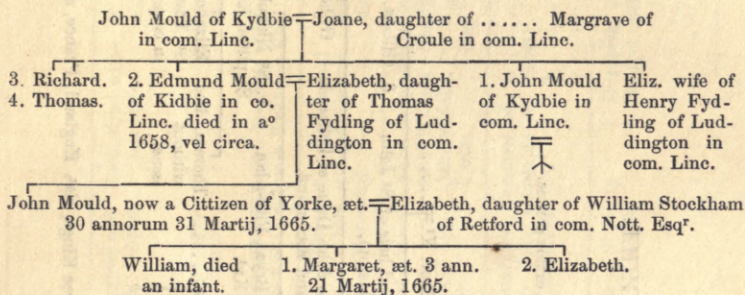 John Mould of Kydbie Joane, daughter of ...... Margrave of
in com. Linc. Croule in com. Linc.
3. Richard.
4. Thomas.
2. Edmund Mould
of Kidbie in co.
Linc. died in aº
1658, vel circa.
Elizabeth, daugh-
ter of Thomas
Fydling of Lud-
dington in com.
Linc.
1. John Mould
of Kydbie in
com. Linc.
Eliz. wife of
Henry Fyd-
ling of Lud-
dington in
com. Linc.
John Mould, now a Cittizen of Yorke, æt.
30 annorum 31 Martij, 1665.
Elizabeth, daughter of William Stockham
of Retford in com. Nott. Esqʳ.
William, died
an infant.
1. Margaret, æt. 3 ann.
21 Martij, 1665.
2. Elizabeth.